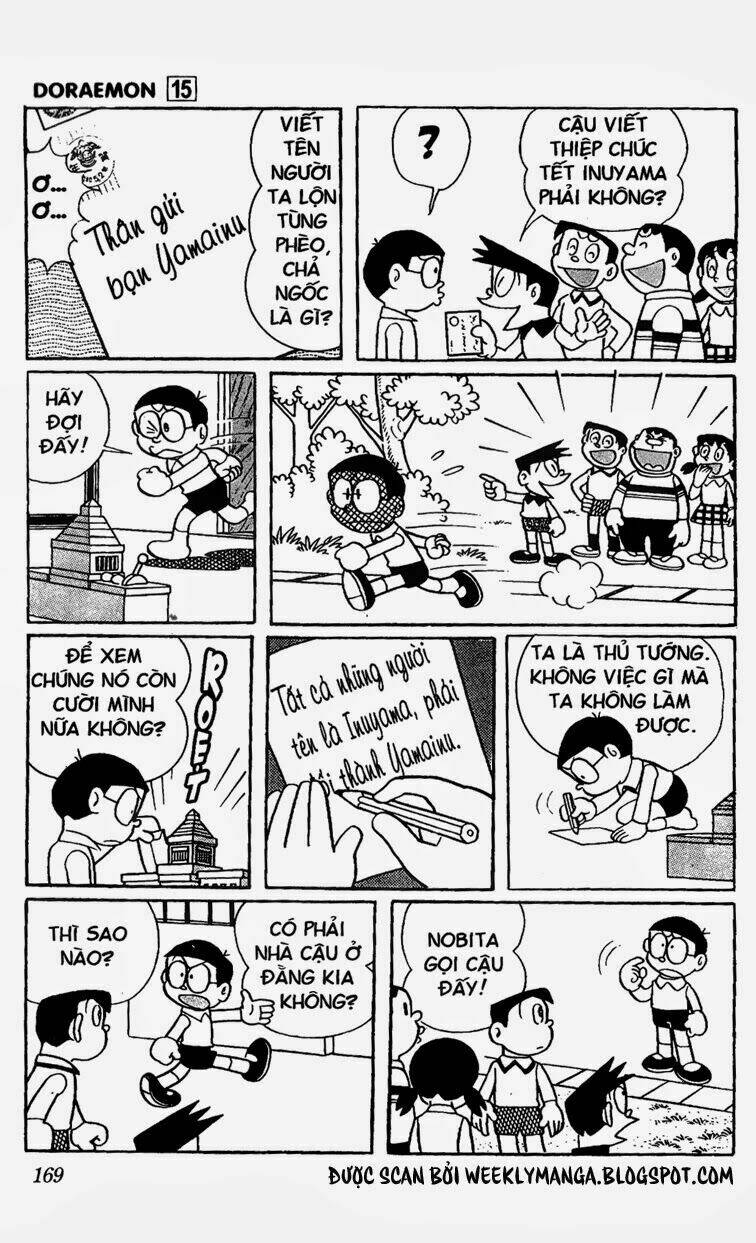 DORAEMON 15
CẬU VIẾT
THIỆP CHÚC
TẾT INUYAMA
PHẢI KHÔNG?
?
VIẾT
TÊN
NGƯỜI
TA LỘN
TÙNG
PHÈO,
CHẢ
NGỐC
LÀ GÌ?
Thân gửi
bạn Yamainu
Ơ...
Ơ...
HÃY
ĐỢI
ĐẤY!
TA LÀ THỦ TƯỚNG.
KHÔNG VIỆC GÌ MÀ
TA KHÔNG LÀM
ĐƯỢC.
Tất cả những người
tên là Inuyama, phải
thành Yamainu.
ĐỂ XEM
CHÚNG NÓ CÒN
CƯỜI MÌNH
NỮA KHÔNG?
ROẸT
NOBITA
GỌI CẬU
ĐẤY!
CÓ PHẢI
NHÀ CẬU Ở
ĐẰNG KIA
KHÔNG?
THÌ SAO
NÀO?
169
ĐƯỢC SCAN BỞI WEEKLYMANGA.BLOGSPOT.COM